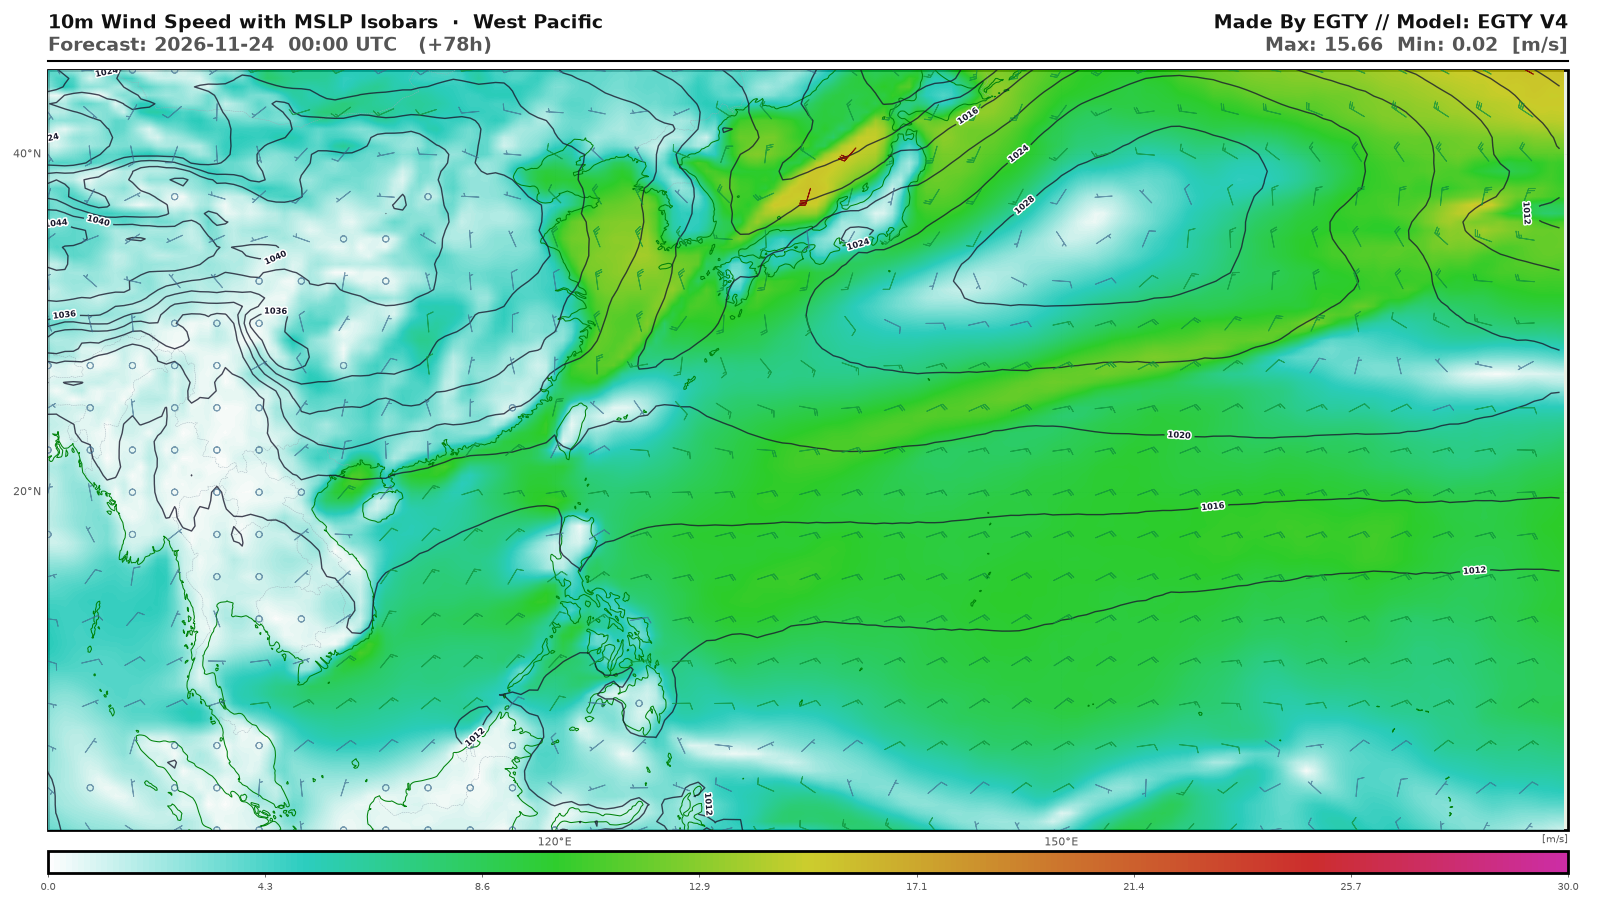 10m Wind Speed with MSLP Isobars · West Pacific
Made By EGTY // Model: EGTY V4
Forecast: 2026-11-24 00:00 UTC (+78h)
Max: 15.66 Min: 0.02 [m/s]
1024
1016
24
1024
40°N
1028
1040
1044
1012
1024
1040
1036
1036
1020
20°N
1016
1012
1012
1012
120°E
150°E
[m/s]
0.0
4.3
8.6
12.9
17.1
21.4
25.7
30.0